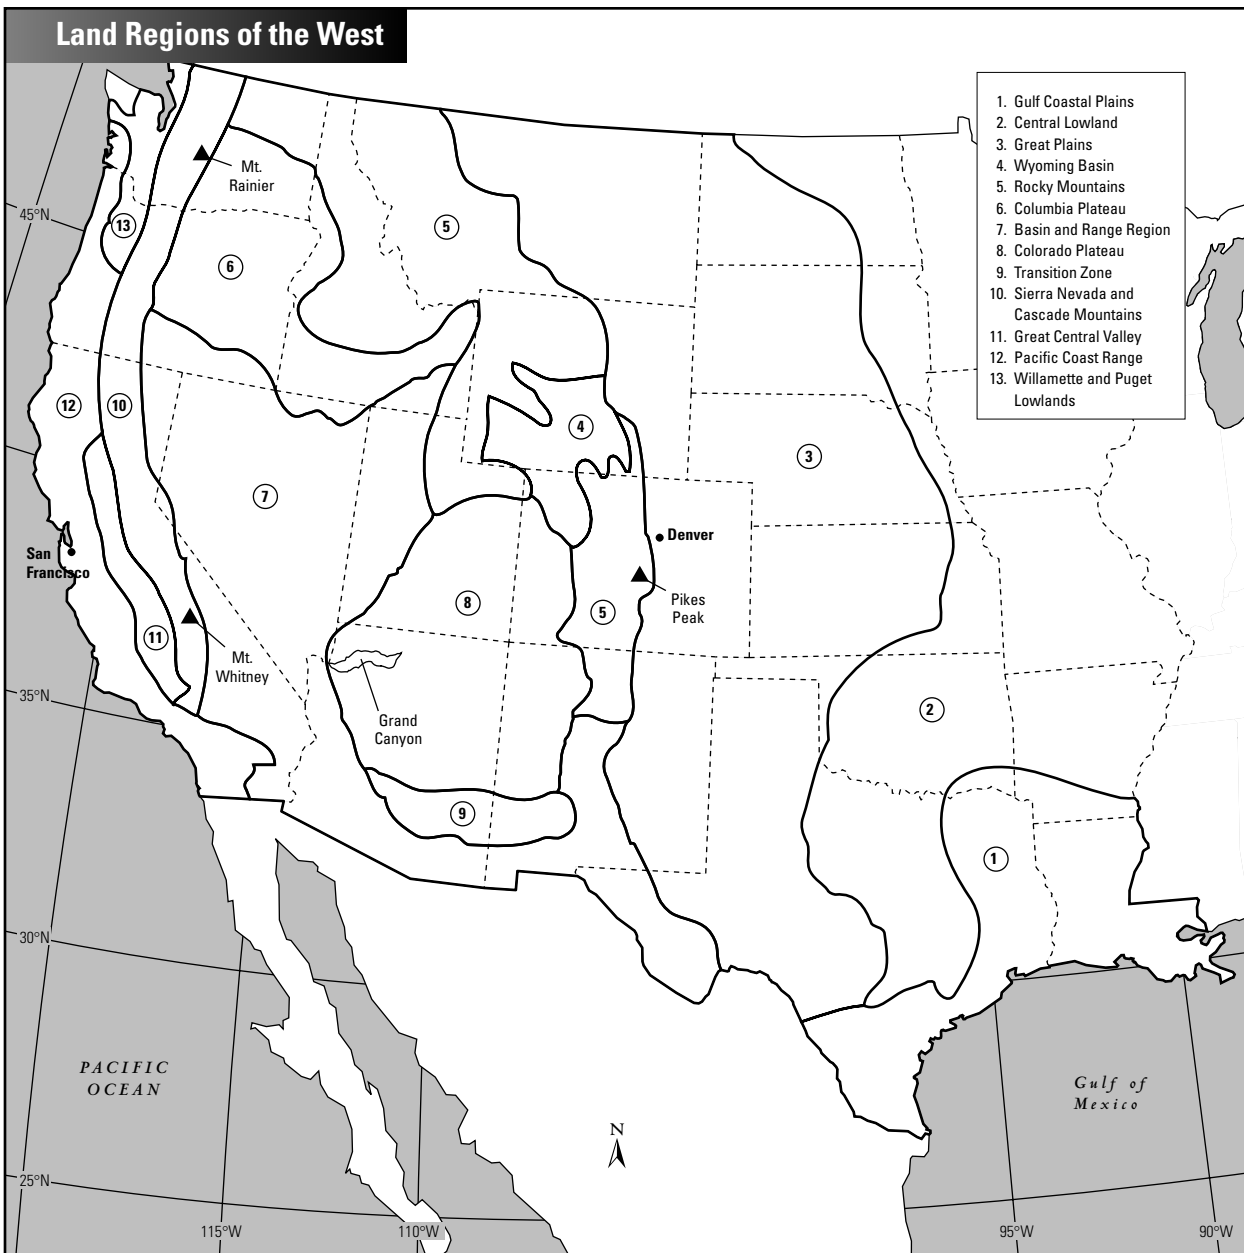 Land Regions of the West
1. Gulf Coastal Plains
2. Central Lowland
3. Great Plains
4. Wyoming Basin
5. Rocky Mountains
6. Columbia Plateau
7. Basin and Range Region
8. Colorado Plateau
9. Transition Zone
10. Sierra Nevada and
Cascade Mountains
11. Great Central Valley
12. Pacific Coast Range
13. Willamette and Puget
Lowlands
Mt.
Rainier
45°N
13
5
6
12
10
4
3
7
San
Francisco
Denver
Pikes
Peak
8
5
11
Mt.
Whitney
35°N
Grand
Canyon
2
9
1
30°N
PACIFIC
OCEAN
Gulf of
Mexico
N
25°N
115°W
110°W
95°W
90°W